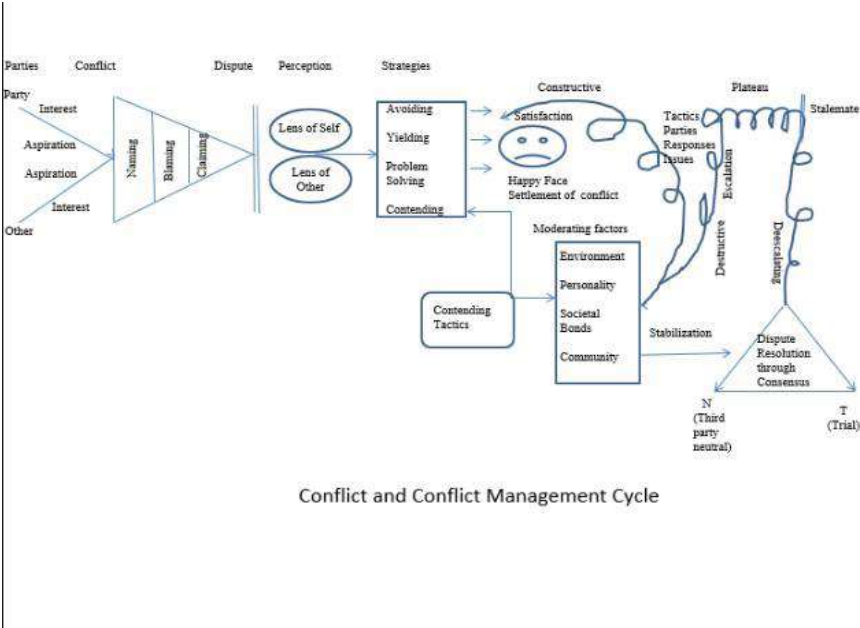 Parties Conflict Dispute Perception Strategies
Party
Interest
Aspiration
Aspiration
Interest
Other
Naming
Blaming
Claiming
Lens of Self
Lens of
Other
Avoiding
Yielding
Problem
Solving
Contending
Constructive
Satisfaction
Happy Face
Settlement of conflict
Plateau
Stalemate
Tactics
Parties
Responses
Issues
Escalation
Destructive
Deescalating
Moderating factors
Environment
Personality
Societal
Bonds
Community
Contending
Tactics
Stabilization
Dispute
Resolution
through
Consensus
N
(Third
party
neutral)
T
(Trial)
Conflict and Conflict Management Cycle